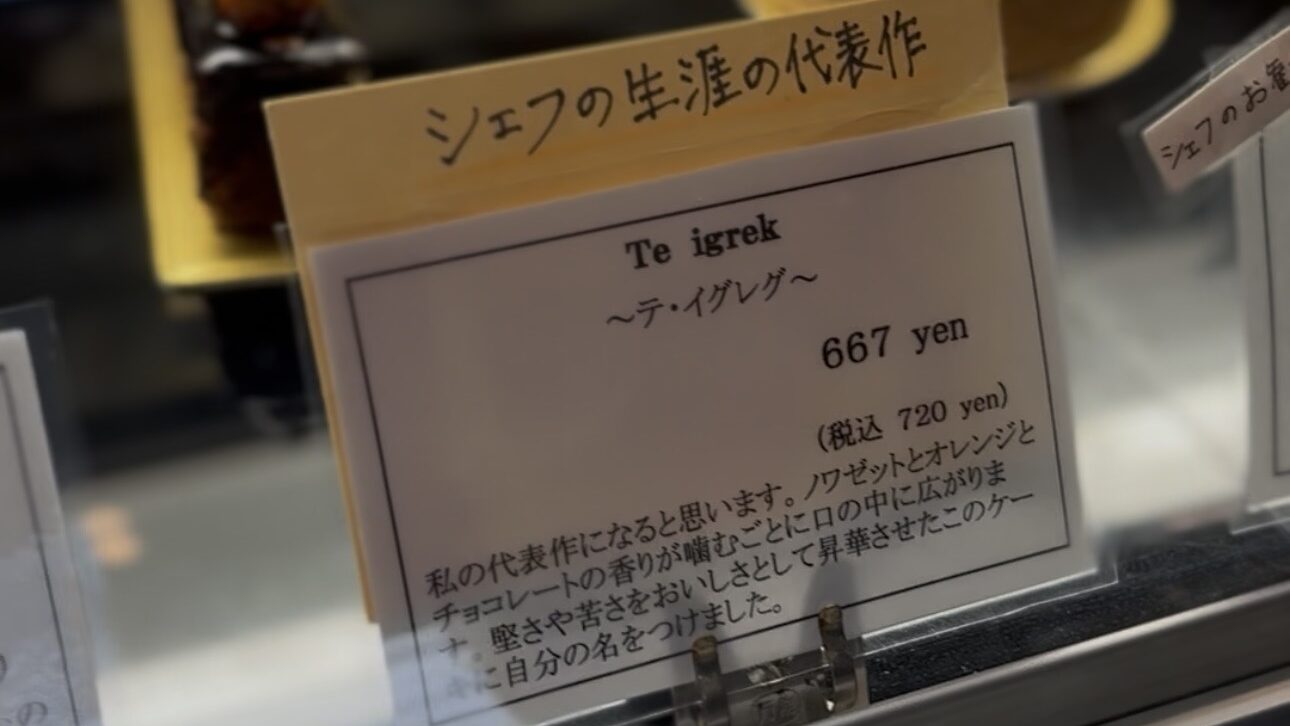 シェフの生涯の代表作
Te igrek
～テ・イグレグ～
667 yen
(税込 720 yen)
私の代表作になると思います。ノワゼットとオレンジと
チョコレートの香りが噛むごとに口の中に広がりま
す。堅さや苦さをおいしさとして昇華させたこのケー
に自分の名をつけました。
シェフのお
の